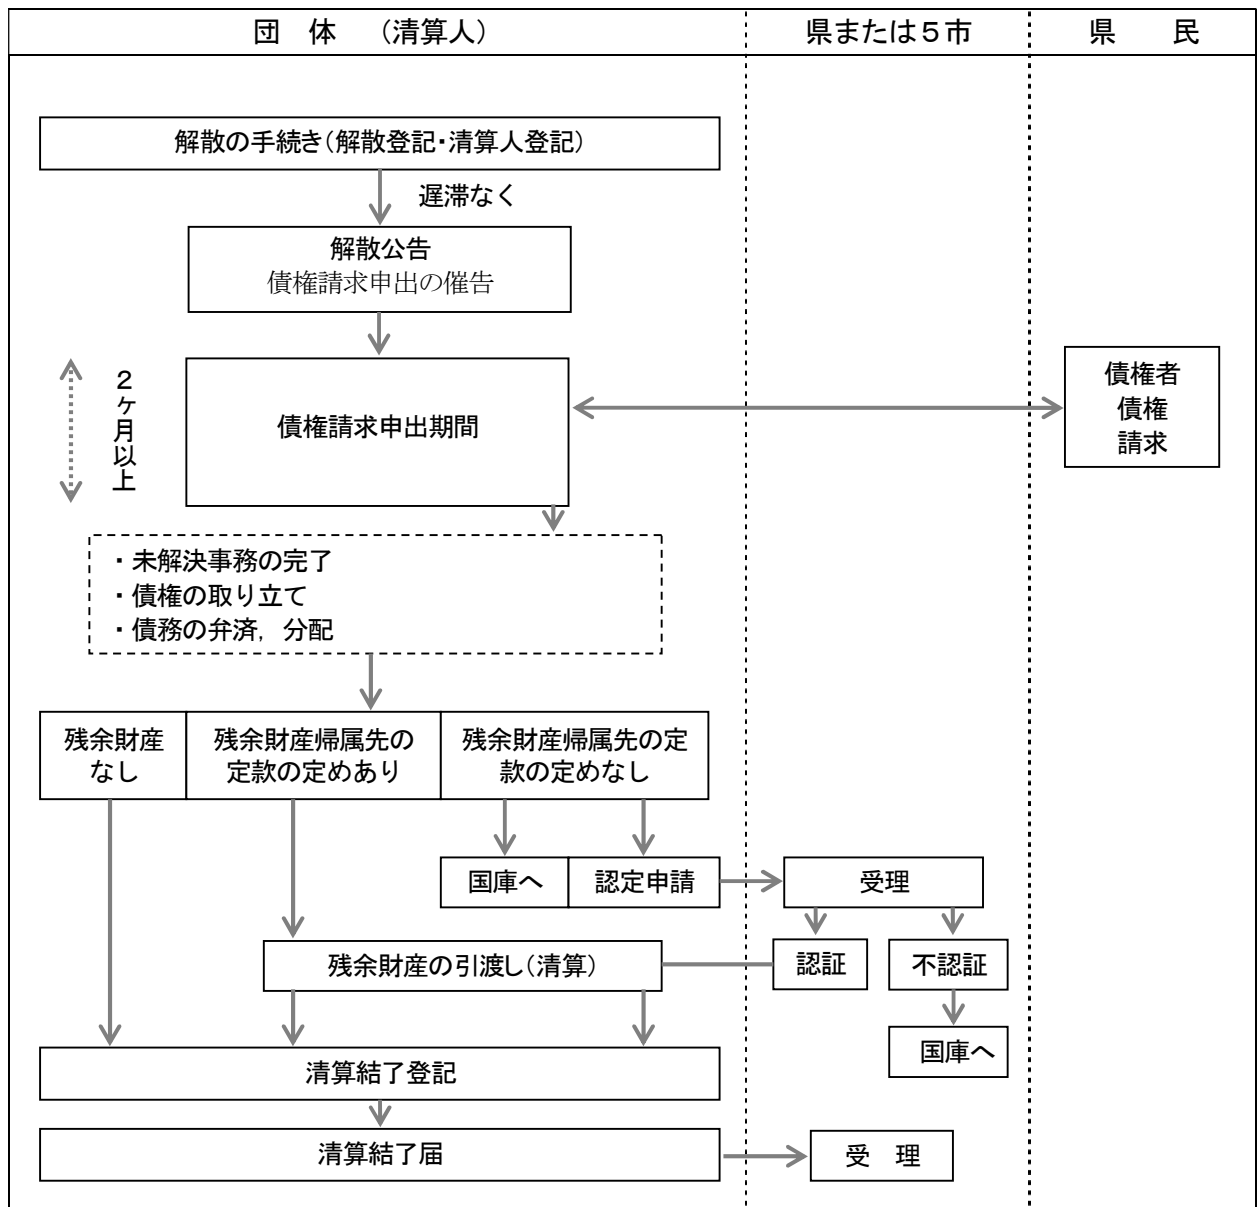 団　体　（清算人）
県または５市
県　　民
解散の手続き（解散登記・清算人登記）
遅滞なく
解散公告
債権請求申出の催告
２ヶ月以上
債権請求申出期間
債権者
債権
請求
・未解決事務の完了
・債権の取り立て
・債務の弁済，分配
残余財産
なし
残余財産帰属先の
定款の定めあり
残余財産帰属先の定
款の定めなし
国庫へ
認定申請
受理
残余財産の引渡し（清算）
認証
不認証
国庫へ
清算結了登記
清算結了届
受　理